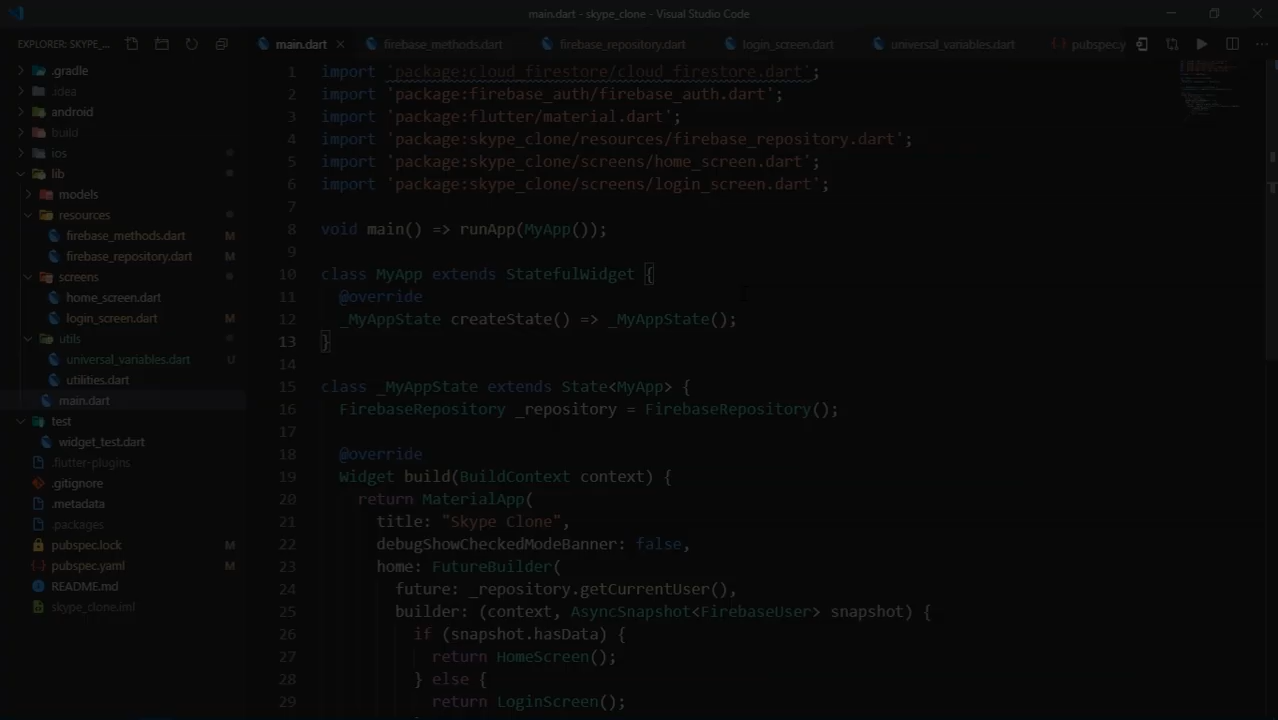 main.dart - skype_clone - Visual Studio Code
EXPLORER: SKYPE_...
main.dart
firebase_methods.dart
firebase_repository.dart
login_screen.dart
universal_variables.dart
pubspec.y
.gradle
.idea
android
build
ios
lib
models
resources
firebase_methods.dart M
firebase_repository.dart M
screens
home_screen.dart
login_screen.dart M
utils
universal_variables.dart U
utilities.dart
main.dart
test
widget_test.dart
.flutter-plugins
.gitignore
.metadata
.packages
pubspec.lock M
pubspec.yaml M
README.md
skype_clone.iml
1 import 'package:cloud_firestore/cloud_firestore.dart';
2 import 'package:firebase_auth/firebase_auth.dart';
3 import 'package:flutter/material.dart';
4 import 'package:skype_clone/resources/firebase_repository.dart';
5 import 'package:skype_clone/screens/home_screen.dart';
6 import 'package:skype_clone/screens/login_screen.dart';
7
8 void main() => runApp(MyApp());
9
10 class MyApp extends StatefulWidget {
11 @override
12 _MyAppState createState() => _MyAppState();
13 }
14
15 class _MyAppState extends State<MyApp> {
16 FirebaseRepository _repository = FirebaseRepository();
17
18 @override
19 Widget build(BuildContext context) {
20 return MaterialApp(
21 title: "Skype Clone",
22 debugShowCheckedModeBanner: false,
23 home: FutureBuilder(
24 future: _repository.getCurrentUser(),
25 builder: (context, AsyncSnapshot<FirebaseUser> snapshot) {
26 if (snapshot.hasData) {
27 return HomeScreen();
28 } else {
29 return LoginScreen();